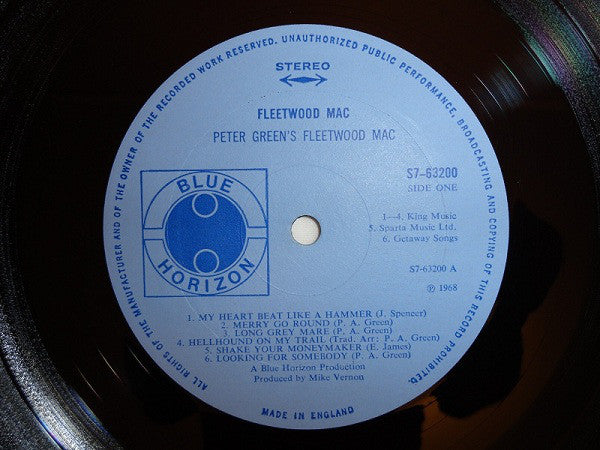 ALL RIGHTS OF THE MANUFACTURER AND OF THE OWNER OF THE RECORDED WORK RESERVED. UNAUTHORIZED PUBLIC PERFORMANCE, BROADCASTING AND COPYING OF THIS RECORD PROHIBITED.
STEREO
FLEETWOOD MAC
PETER GREEN'S FLEETWOOD MAC
S7-63200
SIDE ONE
BLUE
HORIZON
1—4. King Music
5. Sparta Music Ltd.
6. Getaway Songs
S7-63200 A
℗ 1968
1. MY HEART BEAT LIKE A HAMMER (J. Spencer)
2. MERRY GO ROUND (P. A. Green)
3. LONG GREY MARE (P. A. Green)
4. HELLHOUND ON MY TRAIL (Trad. Arr: P. A. Green)
5. SHAKE YOUR MONEYMAKER (E. James)
6. LOOKING FOR SOMEBODY (P. A. Green)
A Blue Horizon Production
Produced by Mike Vernon
MADE IN ENGLAND